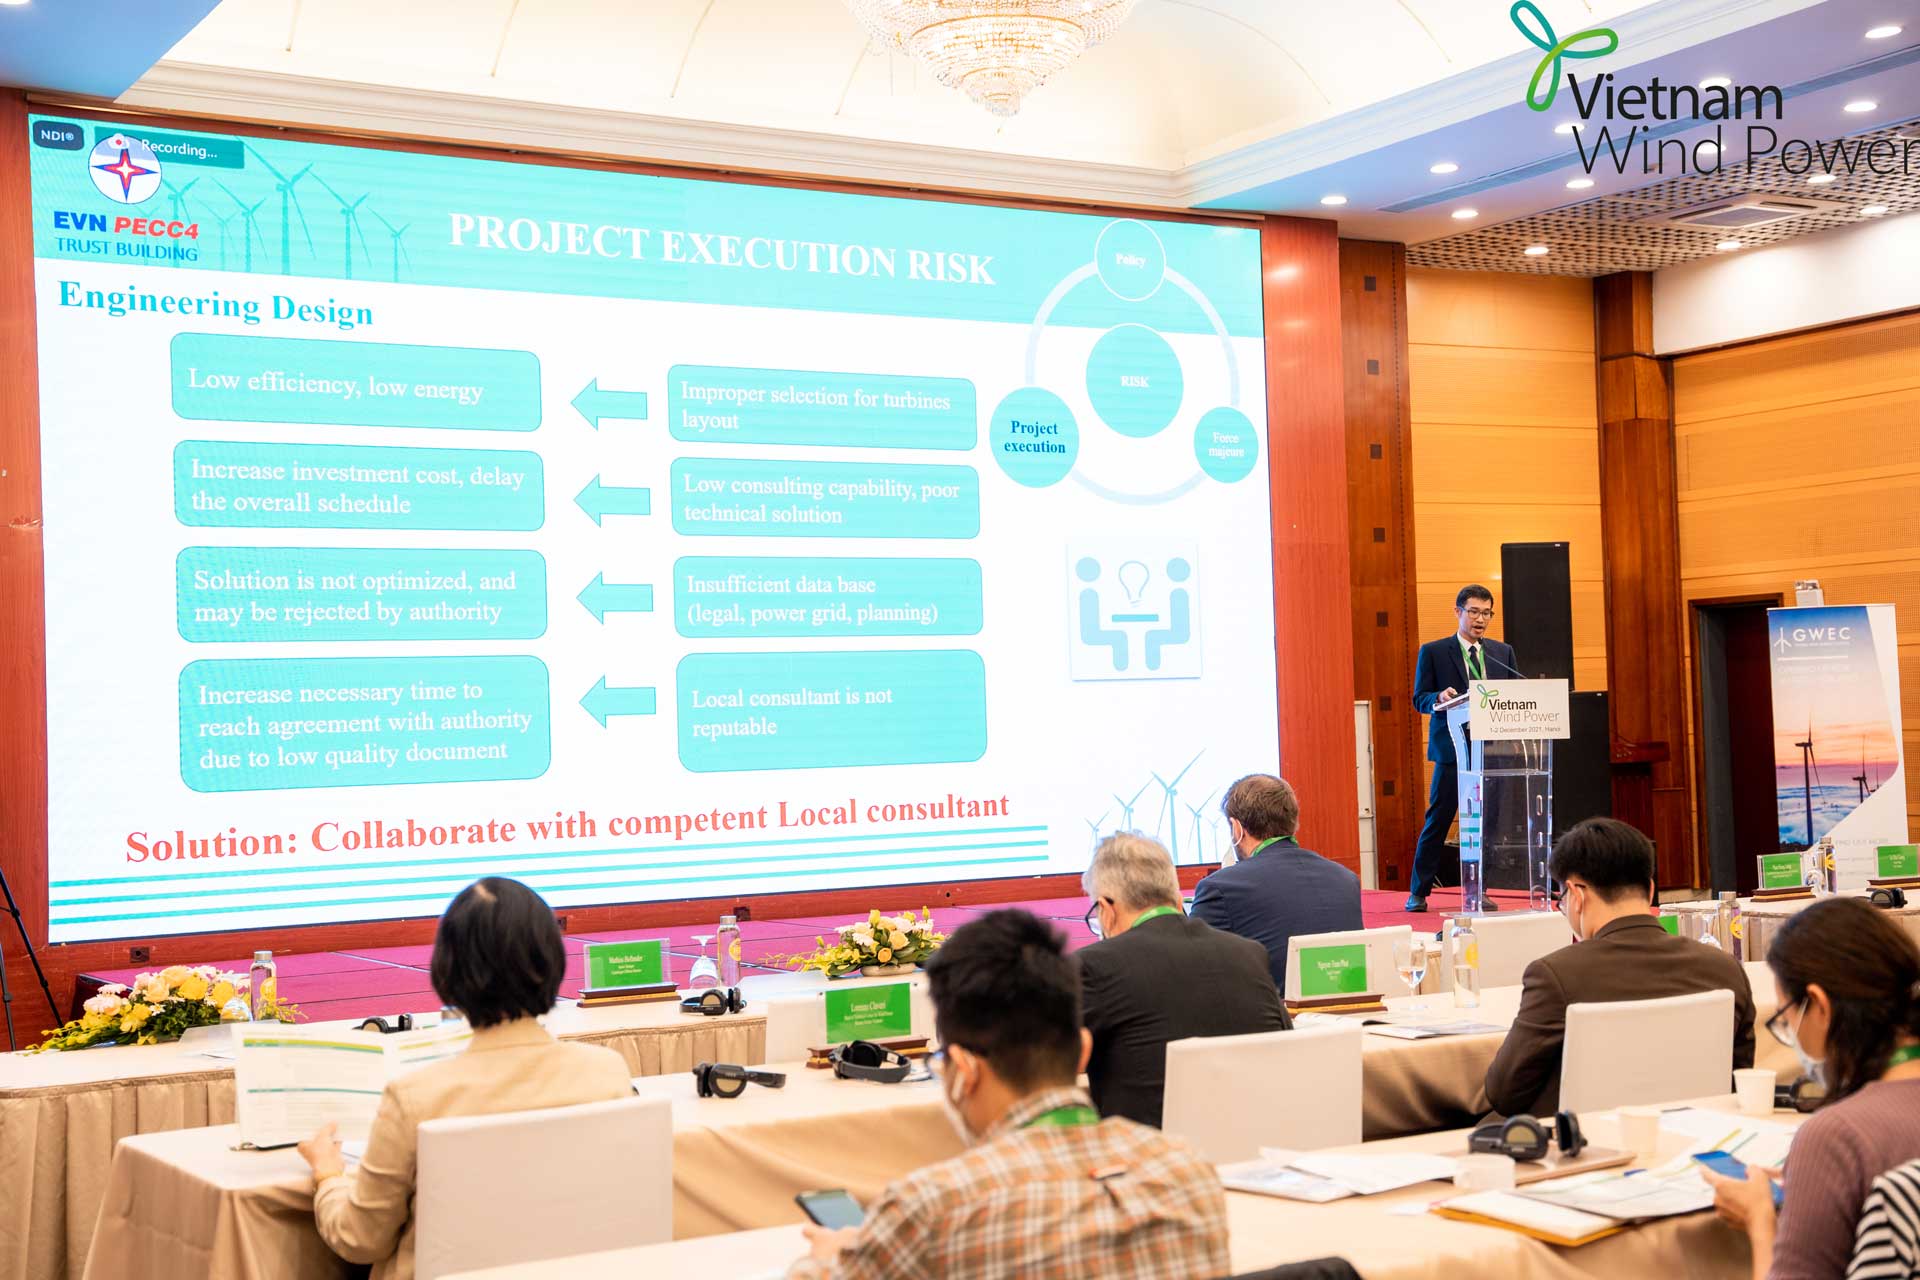 Vietnam
Wind Power
NDI®
Recording...
EVN PECC4
TRUST BUILDING
PROJECT EXECUTION RISK
Engineering Design
Low efficiency, low energy
Improper selection for turbines
layout
Increase investment cost, delay
the overall schedule
Low consulting capability, poor
technical solution
Solution is not optimized, and
may be rejected by authority
Insufficient data base
(legal, power grid, planning)
Increase necessary time to
reach agreement with authority
due to low quality document
Local consultant is not
reputable
Solution: Collaborate with competent Local consultant
Policy
RISK
Project
execution
Force
majeure
Vietnam
Wind Power
1-2 December 2021, Hanoi
GWEC